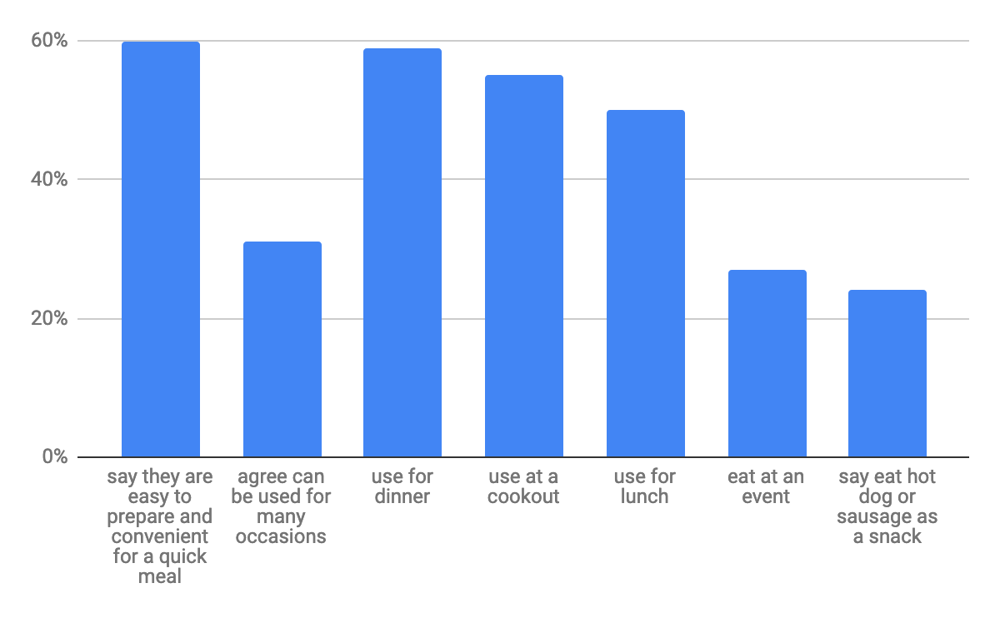 60%
40%
20%
0%
say they are
easy to
prepare and
convenient
for a quick
meal
agree can
be used for
many
occasions
use for
dinner
use at a
cookout
use for
lunch
eat at an
event
say eat hot
dog or
sausage as
a snack